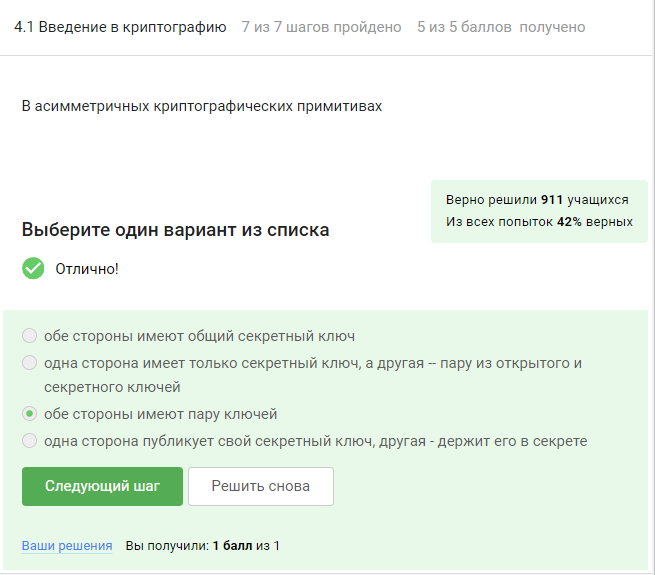 4.1 Введение в криптографию 7 из 7 шагов пройдено 5 из 5 баллов получено
В асимметричных криптографических примитивах
Верно решили 911 учащихся
Из всех попыток 42% верных
Выберите один вариант из списка
Отлично!
обе стороны имеют общий секретный ключ
одна сторона имеет только секретный ключ, а другая -- пару из открытого и
секретного ключей
обе стороны имеют пару ключей
одна сторона публикует свой секретный ключ, другая - держит его в секрете
Следующий шаг Решить снова
Ваши решения Вы получили: 1 балл из 1